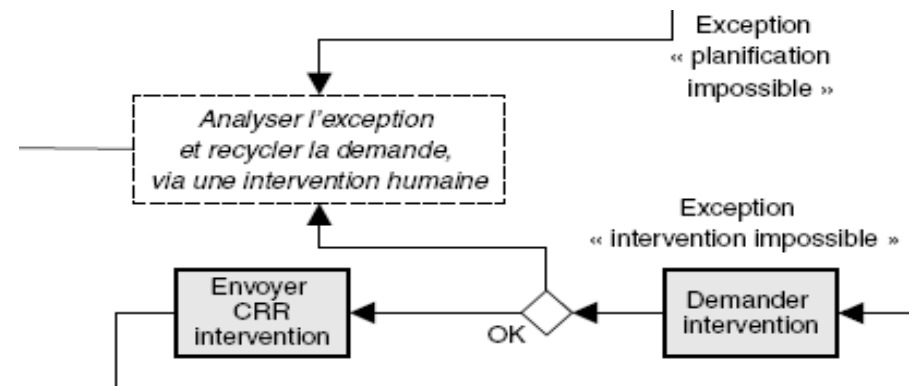 Exception
« planification
impossible »
Analyser l'exception
et recycler la demande,
via une intervention humaine
Exception
« intervention impossible »
Envoyer
CRR
intervention
OK
Demander
intervention